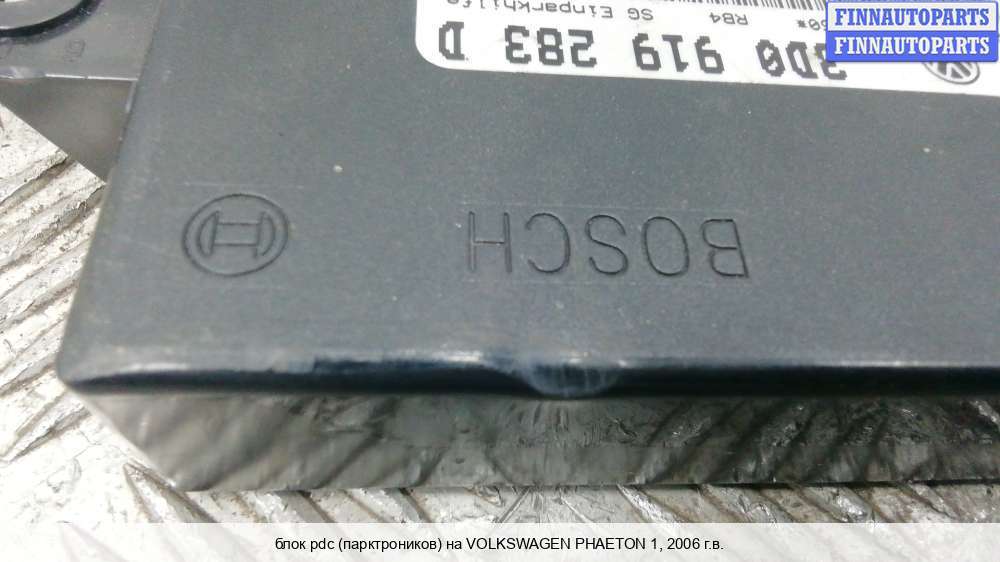 FINNAUTOPARTS
FINNAUTOPARTS
3D0 919 283 D
RB4
SG Einparkhilfe
BOSCH
блок pdc (парктроников) на VOLKSWAGEN PHAETON 1, 2006 г.в.